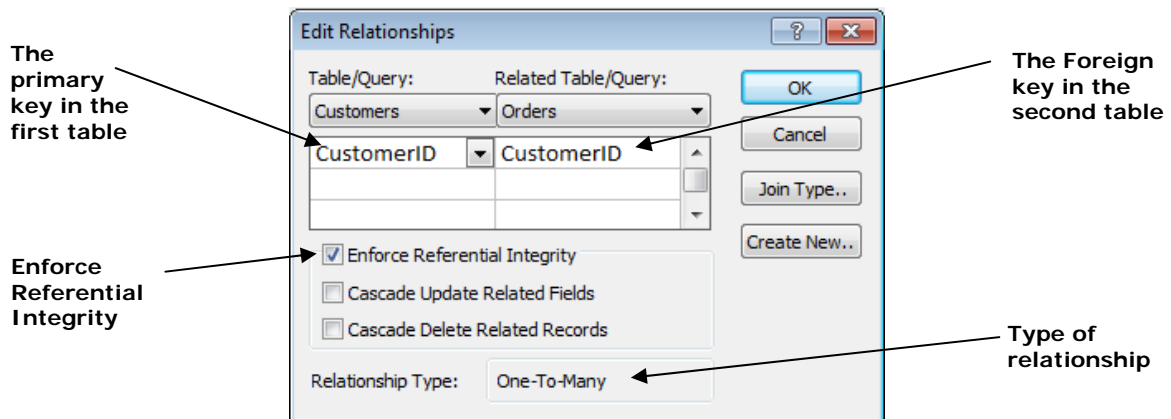 Edit Relationships
The
primary
key in the
first table
Table/Query:
Related Table/Query:
Customers
Orders
CustomerID
CustomerID
OK
Cancel
Join Type..
Create New..
The Foreign
key in the
second table
Enforce
Referential
Integrity
Enforce Referential Integrity
Cascade Update Related Fields
Cascade Delete Related Records
Relationship Type:
One-To-Many
Type of
relationship